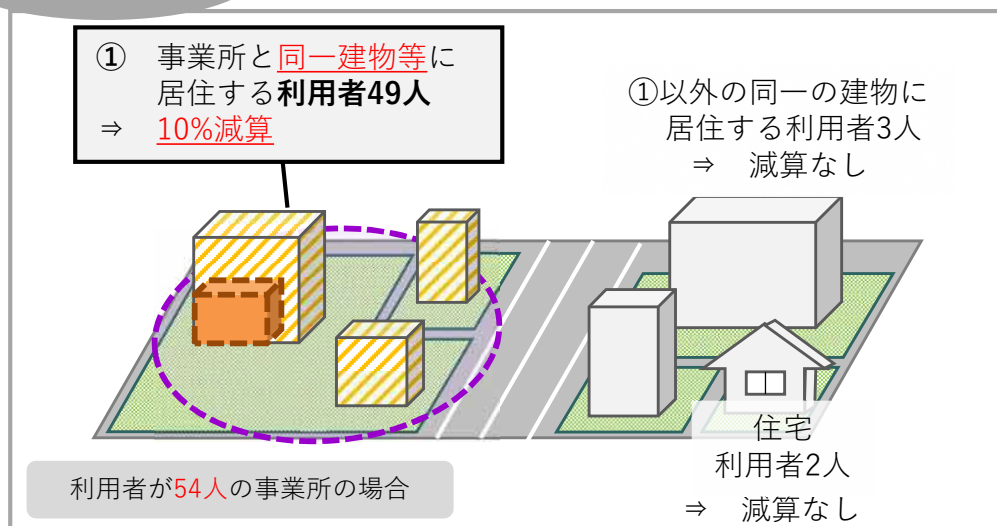 ① 事業所と同一建物等に
居住する利用者49人
⇒ 10%減算
①以外の同一の建物に
居住する利用者3人
⇒ 減算なし
住宅
利用者2人
⇒ 減算なし
利用者が54人の事業所の場合